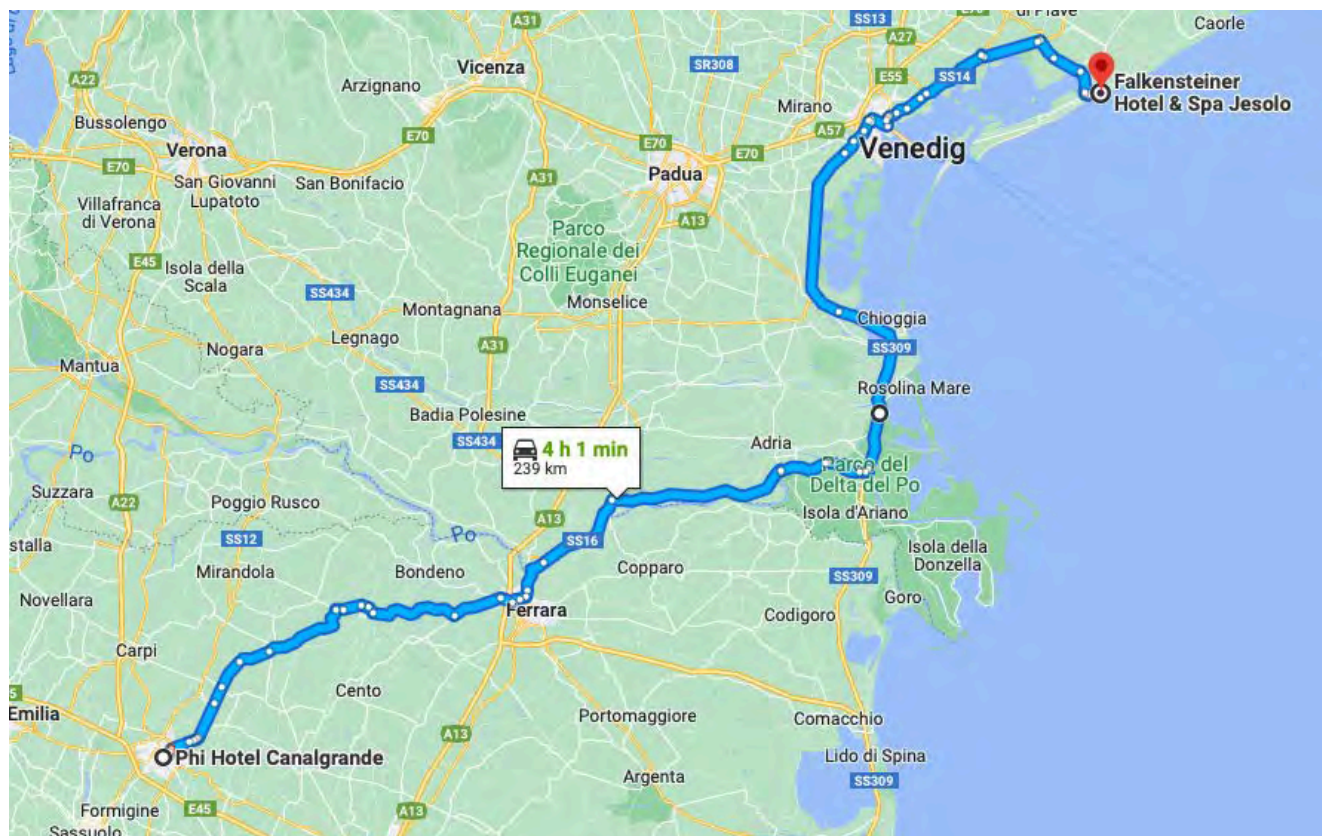 SS13
di Piave
Caorle
A27
Vicenza
SR308
E55
SS14
Falkensteiner
Hotel & Spa Jesolo
A22
A31
Arzignano
Mirano
Bussolengo
A57
E70
Venedig
Verona
E70
E70
E70
Padua
San Giovanni
Lupatoto
San Bonifacio
A31
Villafranca
di Verona
A13
Parco
Regionale dei
Colli Euganei
E45
Isola della
Scala
SS434
Montagnana
Monselice
Chioggia
Legnago
A31
SS309
Nogara
Mantua
SS434
Rosolina Mare
Badia Polesine
SS434
Adria
Po
4 h 1 min
239 km
Parco del
Delta del Po
Suzzara
A22
Poggio Rusco
Isola d'Ariano
A13
Po
SS16
SS12
Isola della
Donzella
Mirandola
Bondeno
Copparo
SS309
Novellara
Goro
Ferrara
Codigoro
Carpi
Cento
Emilia
Portomaggiore
Comacchio
A13
Phi Hotel Canalgrande
Lido di Spina
Argenta
SS309
Formigine
E45
A13
Sassuolo